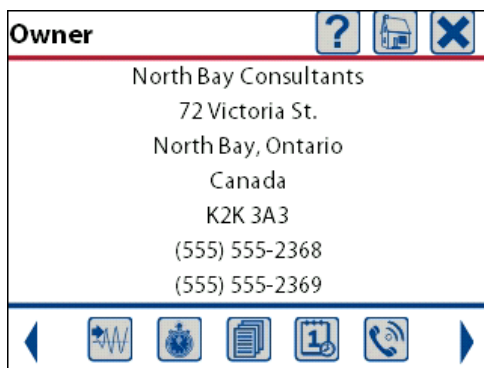 Owner
?
North Bay Consultants
72 Victoria St.
North Bay, Ontario
Canada
K2K 3A3
(555) 555-2368
(555) 555-2369
1